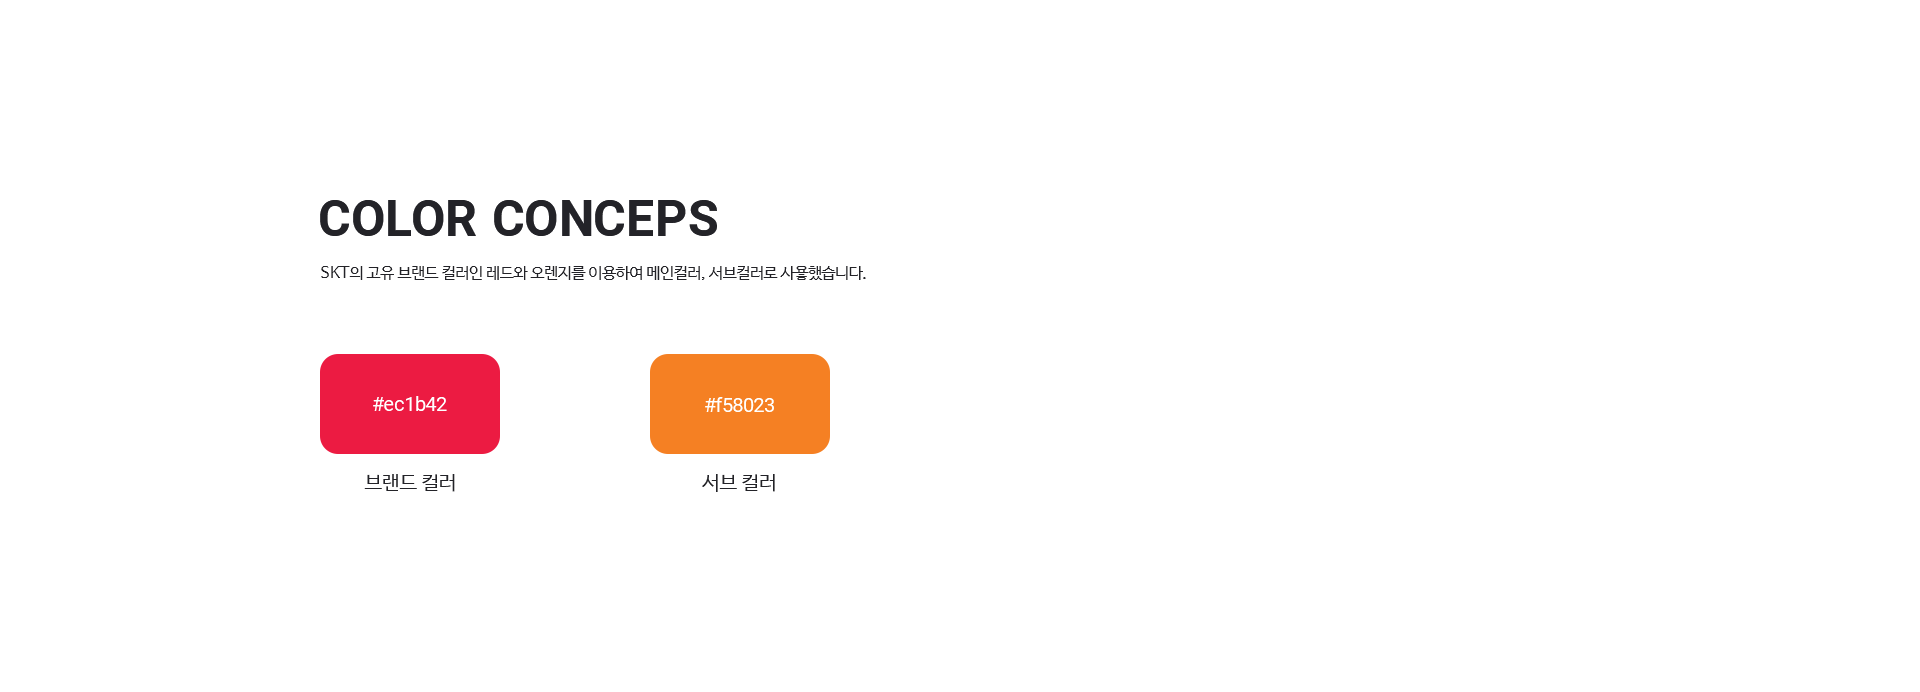 COLOR CONCEPS
SKT의 고유 브랜드 컬러인 레드와 오렌지를 이용하여 메인컬러, 서브컬러로 사욯했습니다.
#ec1b42
#f58023
브랜드 컬러
서브 컬러